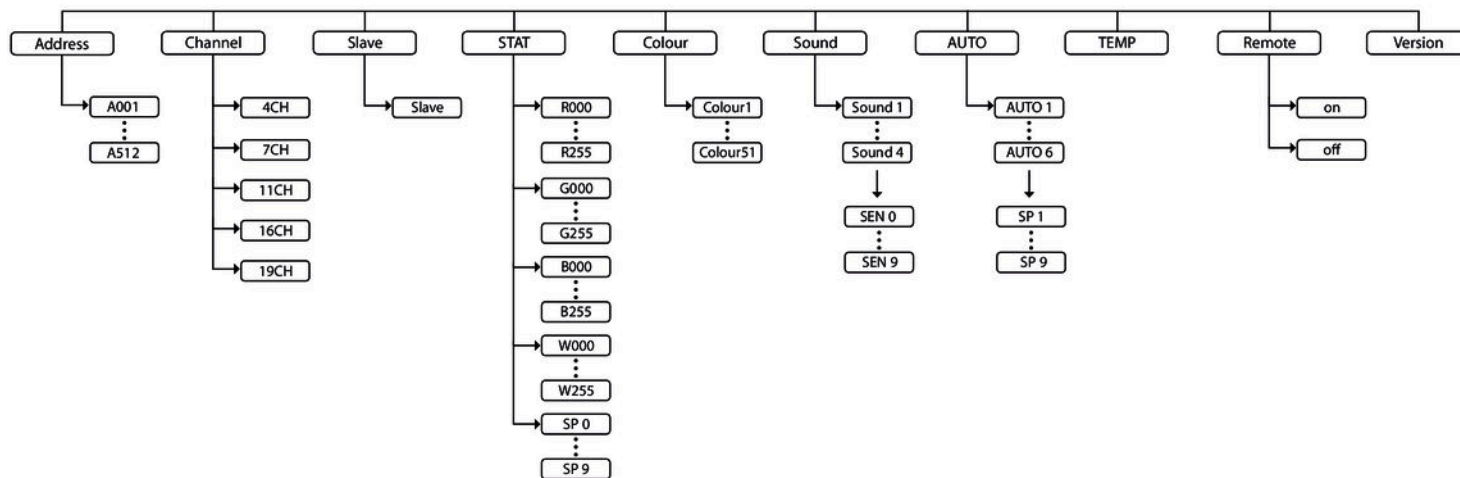 Address
Channel
Slave
STAT
Colour
Sound
AUTO
TEMP
Remote
Version
A001
A512
4CH
7CH
11CH
16CH
19CH
Slave
R000
R255
G000
G255
B000
B255
W000
W255
SP 0
SP 9
Colour1
Colour51
Sound 1
Sound 4
SEN 0
SEN 9
AUTO 1
AUTO 6
SP 1
SP 9
on
off